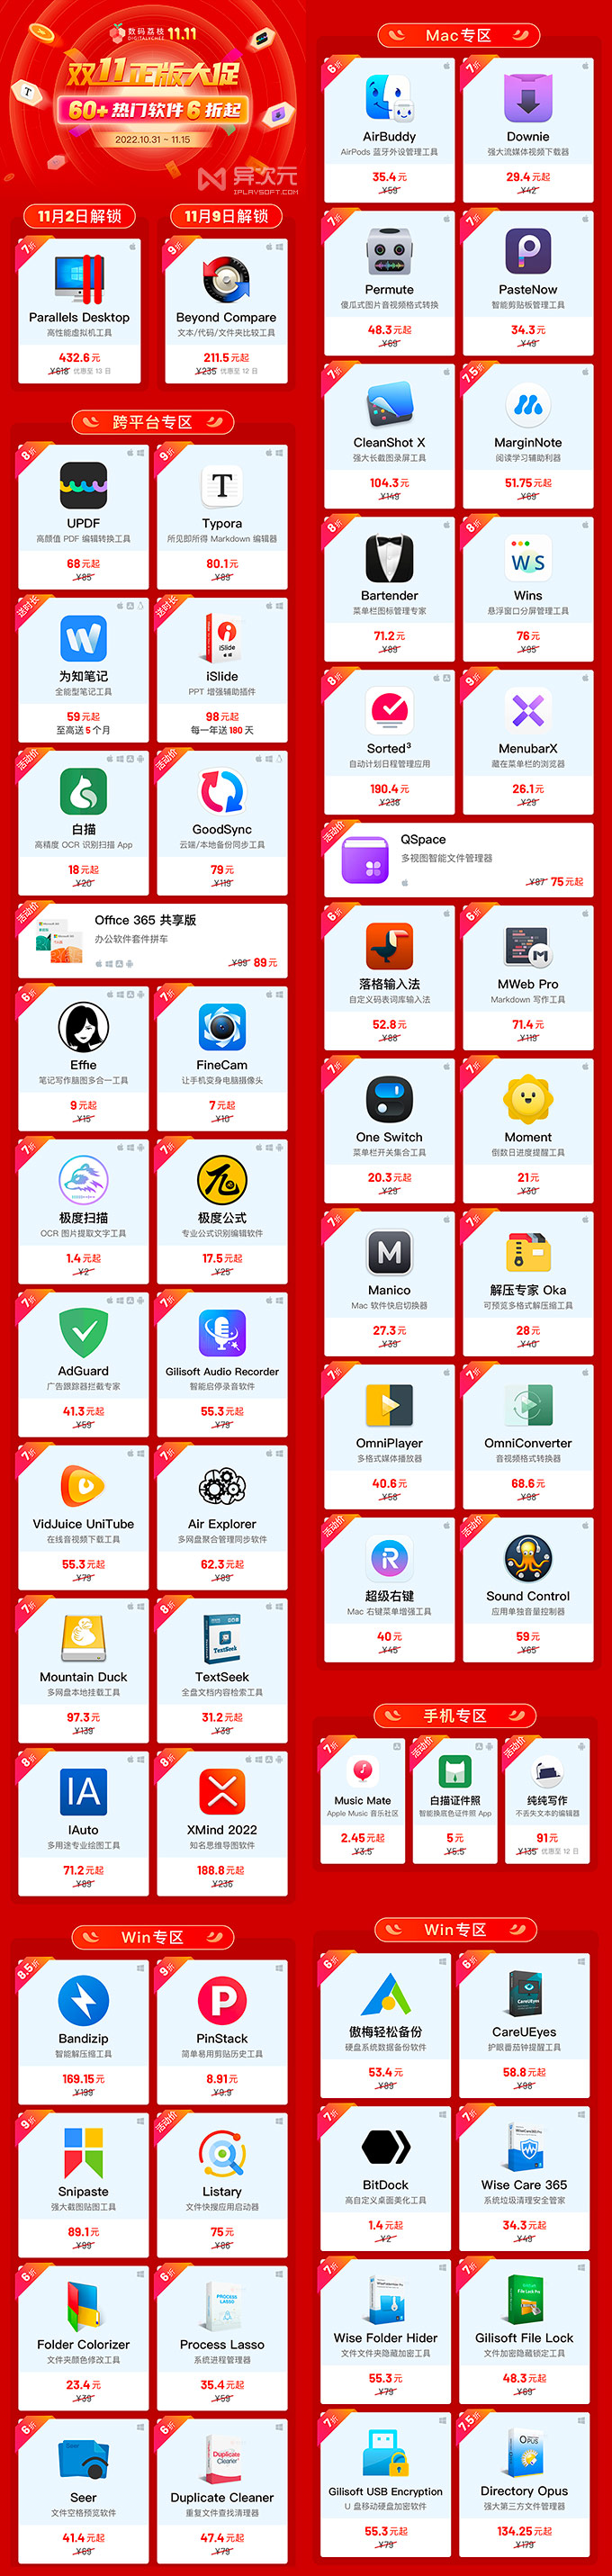 数码荔枝 11.11
DIGITALYCHEE
双11正版大促
60+热门软件6折起
2022.10.31 ~ 11.15
异次元
IPLAYSOFT.COM
11月2日解锁
7折
Parallels Desktop
高性能虚拟机工具
432.6元
¥618 优惠至 13 日
11月9日解锁
9折
Beyond Compare
文本/代码/文件夹比较工具
211.5元起
¥235 优惠至 12 日
跨平台专区
8折
UPDF
高颜值 PDF 编辑转换工具
68元起
¥85
9折
Typora
所见即所得 Markdown 编辑器
80.1元
¥89
送时长
为知笔记
全能型笔记工具
59元起
至高送 5 个月
送时长
iSlide
iSlide
PPT 增强辅助插件
98元起
每一年送 180 天
活动价
白描
高精度 OCR 识别扫描 App
18元起
¥20
活动价
GoodSync
云端/本地备份同步工具
79元
¥119
活动价
Office 365 共享版
办公软件套件拼车
¥99 89元
6折
Effie
笔记写作脑图多合一工具
9元起
¥15
7折
FineCam
让手机变身电脑摄像头
7元起
¥10
7折
极度扫描
OCR 图片提取文字工具
1.4元起
¥2
7折
极度公式
专业公式识别编辑软件
17.5元起
¥25
7折
AdGuard
广告跟踪器拦截专家
41.3元起
¥59
7折
Gilisoft Audio Recorder
智能启停录音软件
55.3元起
¥79
7折
VidJuice UniTube
在线音视频下载工具
55.3元起
¥79
7折
Air Explorer
多网盘聚合管理同步软件
62.3元起
¥89
7折
Mountain Duck
多网盘本地挂载工具
97.3元
¥139
8折
TextSeek
TextSeek
全盘文档内容检索工具
31.2元起
¥39
8折
IA
IAuto
多用途专业绘图工具
71.2元起
¥89
8折
XMind 2022
知名思维导图软件
188.8元起
¥236
Win专区
8.5折
Bandizip
智能解压缩工具
169.15元
¥199
9折
PinStack
简单易用剪贴历史工具
8.91元
¥9.9
9折
Snipaste
强大截图贴图工具
89.1元
¥99
活动价
Listary
文件快搜应用启动器
75元
¥86
6折
Folder Colorizer
文件夹颜色修改工具
23.4元
¥39
6折
PROCESS
LASSO
Process Lasso
系统进程管理器
35.4元起
¥59
6折
Seer
文件空格预览软件
41.4元起
¥69
6折
Duplicate
Cleaner
Duplicate Cleaner
重复文件查找清理器
47.4元起
¥79
Mac专区
6折
AirBuddy
AirPods 蓝牙外设管理工具
35.4元
¥59
7折
Downie
强大流媒体视频下载器
29.4元起
¥42
7折
Permute
傻瓜式图片音视频格式转换
48.3元起
¥69
7折
PasteNow
智能剪贴板管理工具
34.3元
¥49
7折
CleanShot X
强大长截图录屏工具
104.3元
¥149
7.5折
MarginNote
阅读学习辅助利器
51.75元起
¥69
8折
Bartender
菜单栏图标管理专家
71.2元
¥89
8折
WS
Wins
悬浮窗口分屏管理工具
76元
¥95
8折
Sorted³
自动计划日程管理应用
190.4元
¥238
9折
MenubarX
藏在菜单栏的浏览器
26.1元
¥29
活动价
QSpace
多视图智能文件管理器
¥87 75元起
6折
落格输入法
自定义码表词库输入法
52.8元
¥88
6折
MWeb Pro
Markdown 写作工具
71.4元
¥119
7折
One Switch
菜单栏开关集合工具
20.3元起
¥29
7折
Moment
倒数日进度提醒工具
21元
¥30
7折
M
Manico
Mac 软件快启切换器
27.3元
¥39
7折
解压专家 Oka
可预览多格式解压缩工具
28元
¥40
7折
OmniPlayer
多格式媒体播放器
40.6元
¥58
7折
OmniConverter
音视频格式转换器
68.6元
¥98
活动价
超级右键
Mac 右键菜单增强工具
40元
¥45
活动价
Sound Control
应用单独音量控制器
59元
¥65
手机专区
7折
Music Mate
Apple Music 音乐社区
2.45元起
¥3.5
活动价
白描证件照
智能换底色证件照 App
5元
¥5.5
活动价
纯纯写作
不丢失文本的编辑器
91元
¥135 优惠至 12 日
Win专区
6折
傲梅轻松备份
硬盘系统数据备份软件
53.4元
¥89
6折
CareUEyes
CareUEyes
护眼番茄钟提醒工具
58.8元
¥98
7折
BitDock
高自定义桌面美化工具
1.4元起
¥2
7折
Wise Care 365
系统垃圾清理安全管家
34.3元起
¥49
7折
Wise Folder Hider
文件文件夹隐藏加密工具
55.3元
¥79
7折
File Lock Pro
Gilisoft File Lock
文件加密隐藏锁定工具
48.3元起
¥69
7折
Gilisoft USB Encryption
U 盘移动硬盘加密软件
55.3元
¥79
7.5折
OPUS
Directory Opus
强大第三方文件管理器
134.25元起
¥179